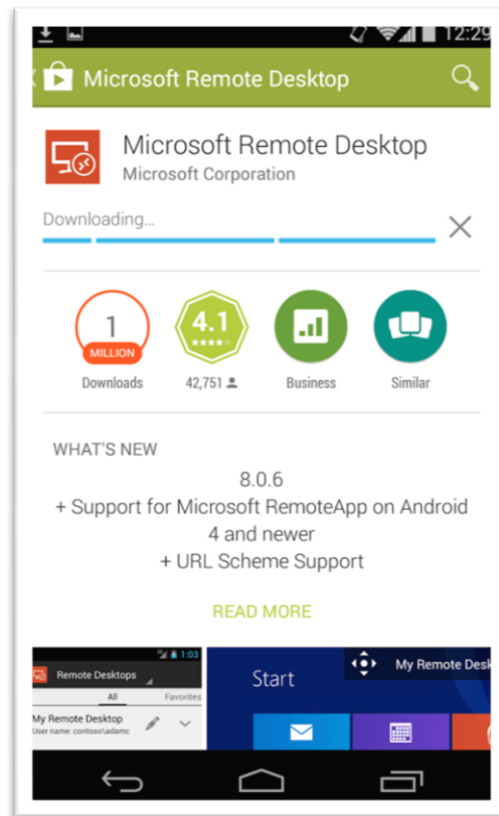 12:29
Microsoft Remote Desktop
Microsoft Remote Desktop
Microsoft Corporation
Downloading...
1
MILLION
Downloads
4.1
42,751
Business
Similar
WHAT'S NEW
8.0.6
+ Support for Microsoft RemoteApp on Android
4 and newer
+ URL Scheme Support
READ MORE
1:03
Remote Desktops
All
Favorites
My Remote Desktop
User name: contoso\adamc
Start
My Remote Desk